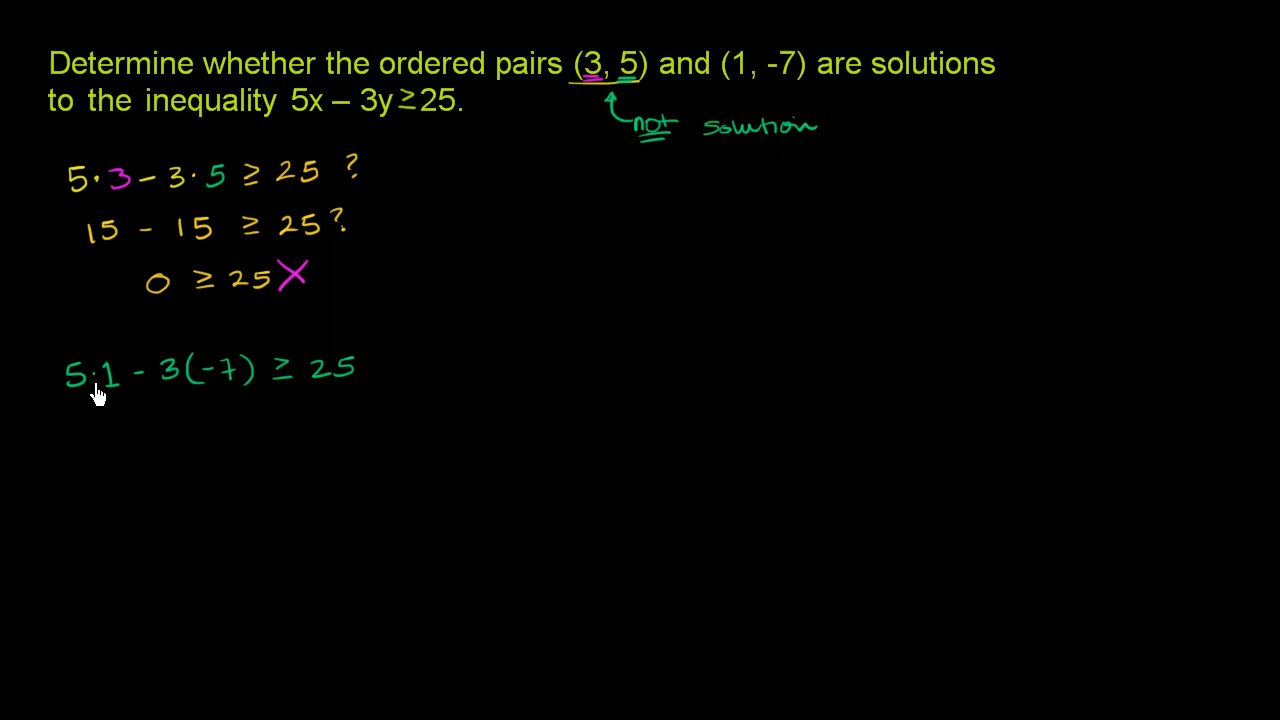 Determine whether the ordered pairs (3, 5) and (1, -7) are solutions
to the inequality 5x – 3y ≥ 25.
not solution
5 · 3 - 3 · 5 ≥ 25 ?
15 - 15 ≥ 25 ?
0 ≥ 25 X
5 · 1 - 3(-7) ≥ 25